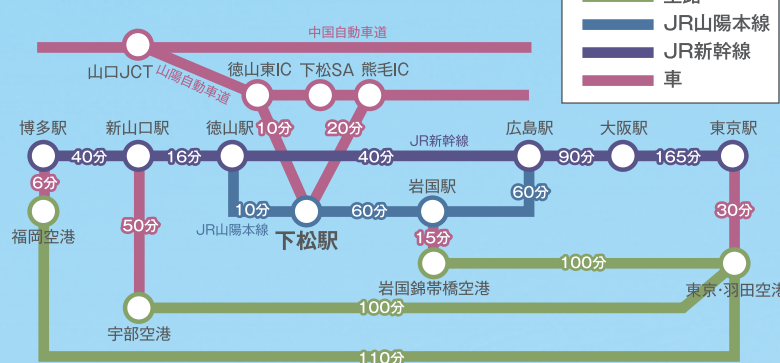 JR山陽本線
JR新幹線
車
中国自動車道
山口JCT
山陽自動車道
徳山東IC
下松SA
熊毛IC
10分
20分
博多駅
新山口駅
徳山駅
JR新幹線
広島駅
大阪駅
東京駅
40分
16分
40分
90分
165分
6分
岩国駅
60分
50分
10分
60分
30分
福岡空港
JR山陽本線
下松駅
15分
100分
岩国錦帯橋空港
東京・羽田空港
100分
宇部空港
110分